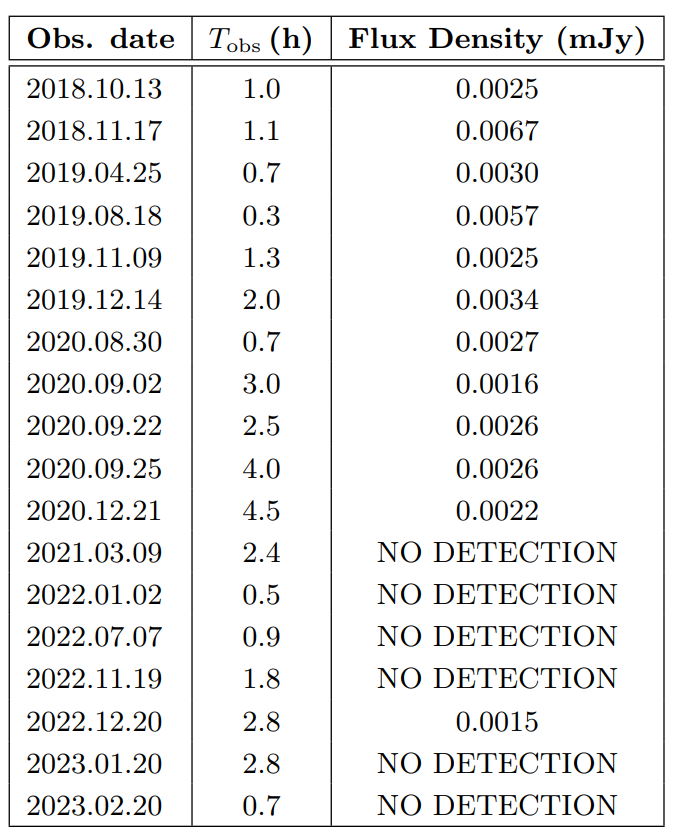 Obs. date T_obs (h) Flux Density (mJy)
2018.10.13 1.0 0.0025
2018.11.17 1.1 0.0067
2019.04.25 0.7 0.0030
2019.08.18 0.3 0.0057
2019.11.09 1.3 0.0025
2019.12.14 2.0 0.0034
2020.08.30 0.7 0.0027
2020.09.02 3.0 0.0016
2020.09.22 2.5 0.0026
2020.09.25 4.0 0.0026
2020.12.21 4.5 0.0022
2021.03.09 2.4 NO DETECTION
2022.01.02 0.5 NO DETECTION
2022.07.07 0.9 NO DETECTION
2022.11.19 1.8 NO DETECTION
2022.12.20 2.8 0.0015
2023.01.20 2.8 NO DETECTION
2023.02.20 0.7 NO DETECTION